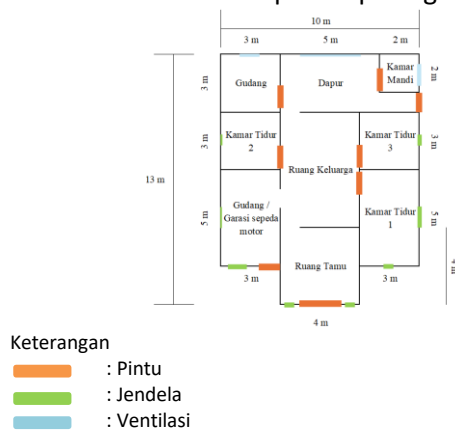 10 m
3 m
5 m
2 m
Kamar
Mandi
Gudang
Dapur
3 m
2 m
Kamar Tidur
2
Kamar Tidur
3
3 m
3 m
Ruang Keluarga
13 m
Gudang /
Garasi sepeda
motor
Kamar Tidur
1
5 m
5 m
Ruang Tamu
4 m
3 m
3 m
4 m
Keterangan
: Pintu
: Jendela
: Ventilasi